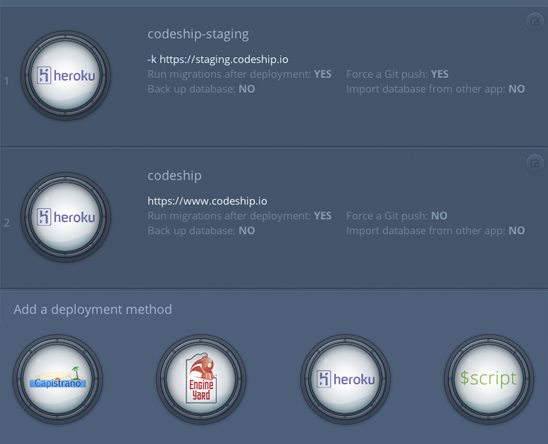 codeship-staging
1
heroku
-k https://staging.codeship.io
Run migrations after deployment: YES Force a Git push: YES
Back up database: NO Import database from other app: NO
codeship
2
heroku
https://www.codeship.io
Run migrations after deployment: YES Force a Git push: NO
Back up database: NO Import database from other app: NO
Add a deployment method
Capistrano
Engine
Yard
heroku
$script